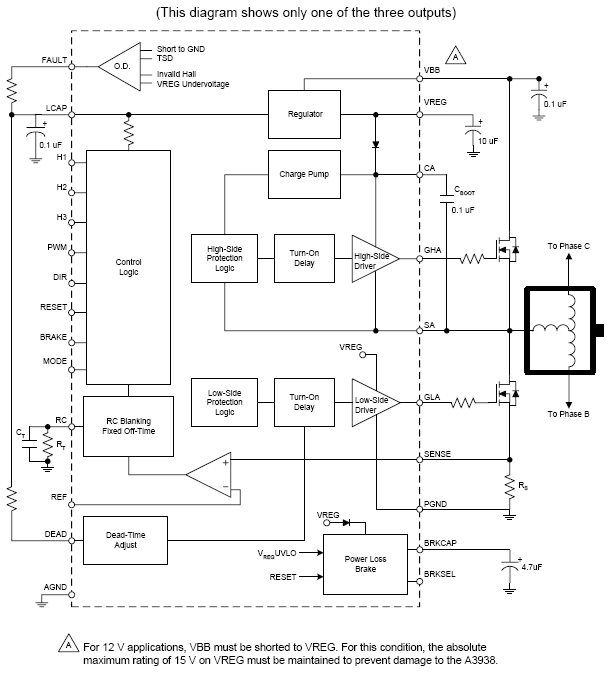 (This diagram shows only one of the three outputs)
FAULT
O.D.
Short to GND
TSD
Invalid Hall
VREG Undervoltage
A
VBB
+
0.1 uF
LCAP
+
0.1 uF
Regulator
VREG
+
10 uF
H1
H2
H3
PWM
DIR
RESET
BRAKE
MODE
Control
Logic
Charge Pump
CA
CBOOT
0.1 uF
High-Side
Protection
Logic
Turn-On
Delay
High-Side
Driver
GHA
To Phase C
SA
VREG
Low-Side
Protection
Logic
Turn-On
Delay
Low-Side
Driver
GLA
To Phase B
RC
CT
RT
RC Blanking
Fixed Off-Time
+
–
SENSE
RS
REF
PGND
DEAD
Dead-Time
Adjust
VREG
VREGUVLO
RESET
Power Loss
Brake
BRKCAP
BRKSEL
+
4.7uF
AGND
A
For 12 V applications, VBB must be shorted to VREG. For this condition, the absolute
maximum rating of 15 V on VREG must be maintained to prevent damage to the A3938.